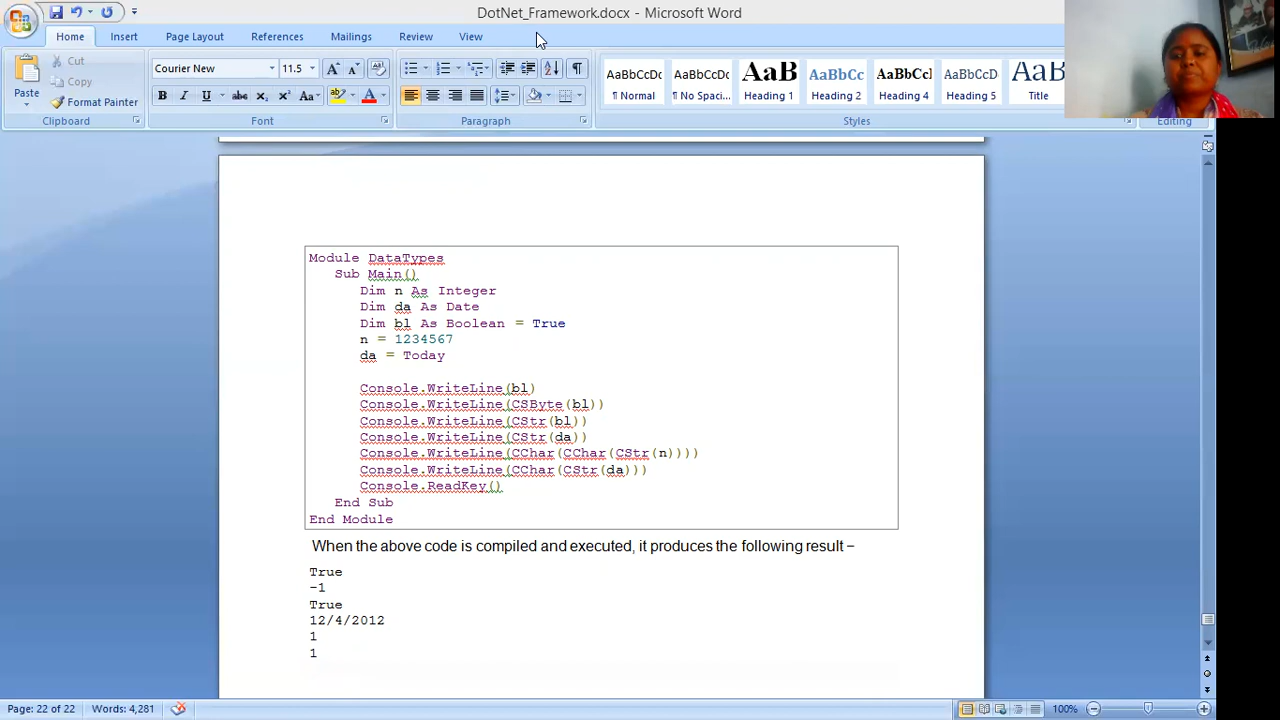 DotNet_Framework.docx - Microsoft Word
Home Insert Page Layout References Mailings Review View
Paste
Cut
Copy
Format Painter
Clipboard
Courier New 11.5
B I U abc x₂ x² Aa
Font
Paragraph
AaBbCcDc AaBbCcDc AaB AaBbCc AaBbCcI AaBbCcD AaB
¶ Normal ¶ No Spaci... Heading 1 Heading 2 Heading 4 Heading 5 Title
Styles
Editing
Module DataTypes
Sub Main()
Dim n As Integer
Dim da As Date
Dim bl As Boolean = True
n = 1234567
da = Today
Console.WriteLine(bl)
Console.WriteLine(CSByte(bl))
Console.WriteLine(CStr(bl))
Console.WriteLine(CStr(da))
Console.WriteLine(CChar(CChar(CStr(n))))
Console.WriteLine(CChar(CStr(da)))
Console.ReadKey()
End Sub
End Module
When the above code is compiled and executed, it produces the following result −
True
-1
True
12/4/2012
1
1
Page: 22 of 22 Words: 4,281 100%